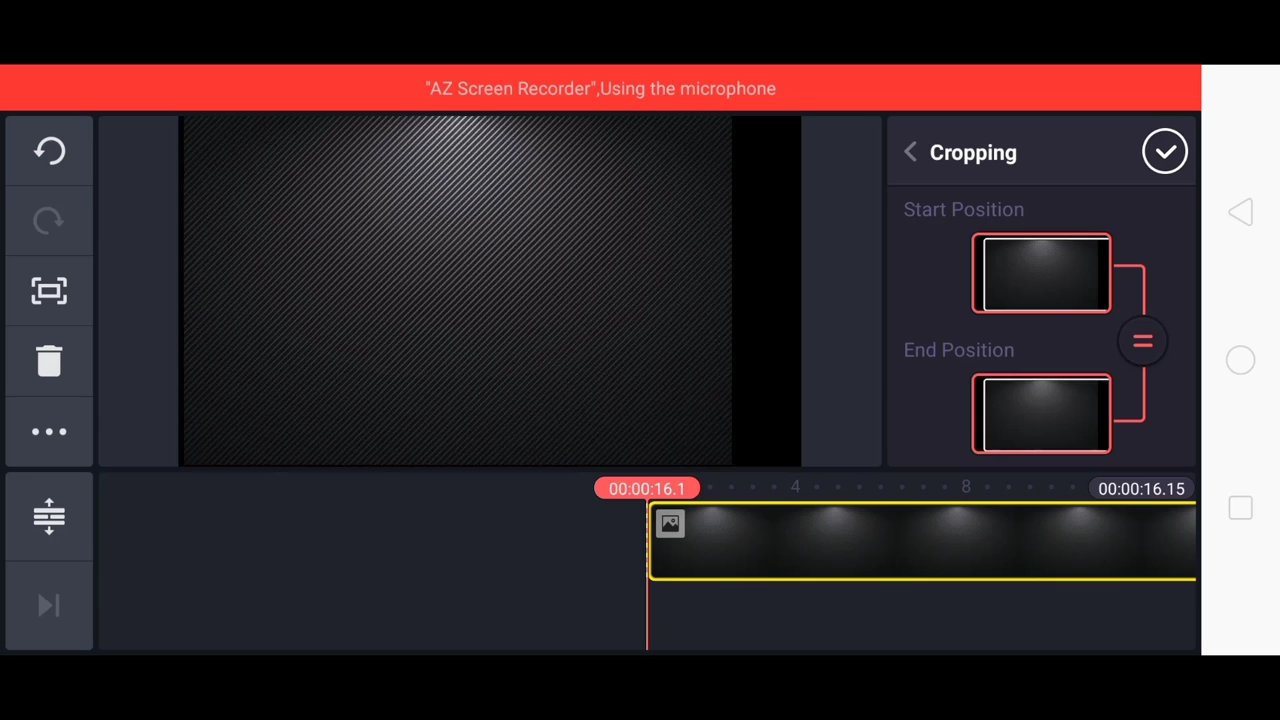 "AZ Screen Recorder",Using the microphone
Cropping
Start Position
End Position
00:00:16.1
4
8
00:00:16.15